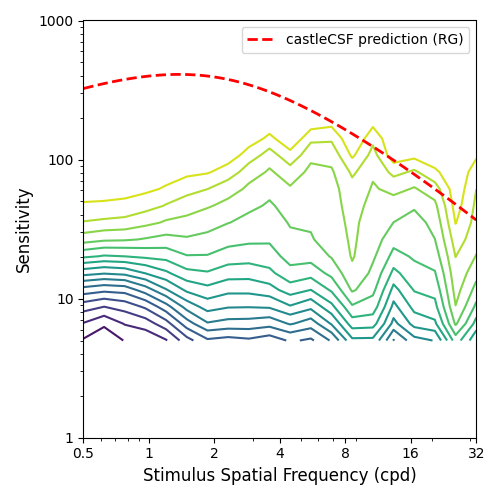 1000
castleCSF prediction (RG)
100
Sensitivity
10
1
0.5 1 2 4 8 16 32
Stimulus Spatial Frequency (cpd)